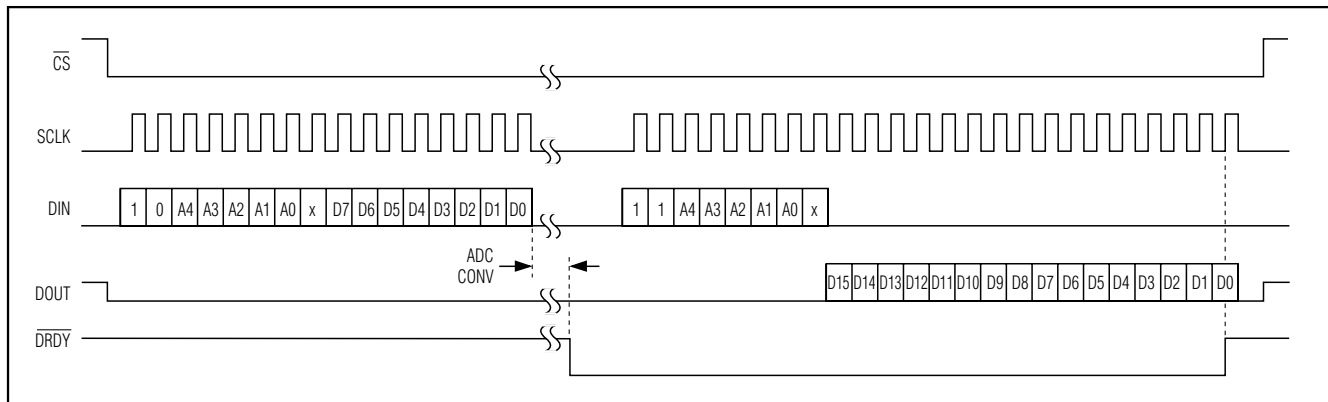 CS
SCLK
DIN
1 0 A4 A3 A2 A1 A0 x D7 D6 D5 D4 D3 D2 D1 D0
1 1 A4 A3 A2 A1 A0 x
ADC
CONV
DOUT
D15 D14 D13 D12 D11 D10 D9 D8 D7 D6 D5 D4 D3 D2 D1 D0
DRDY